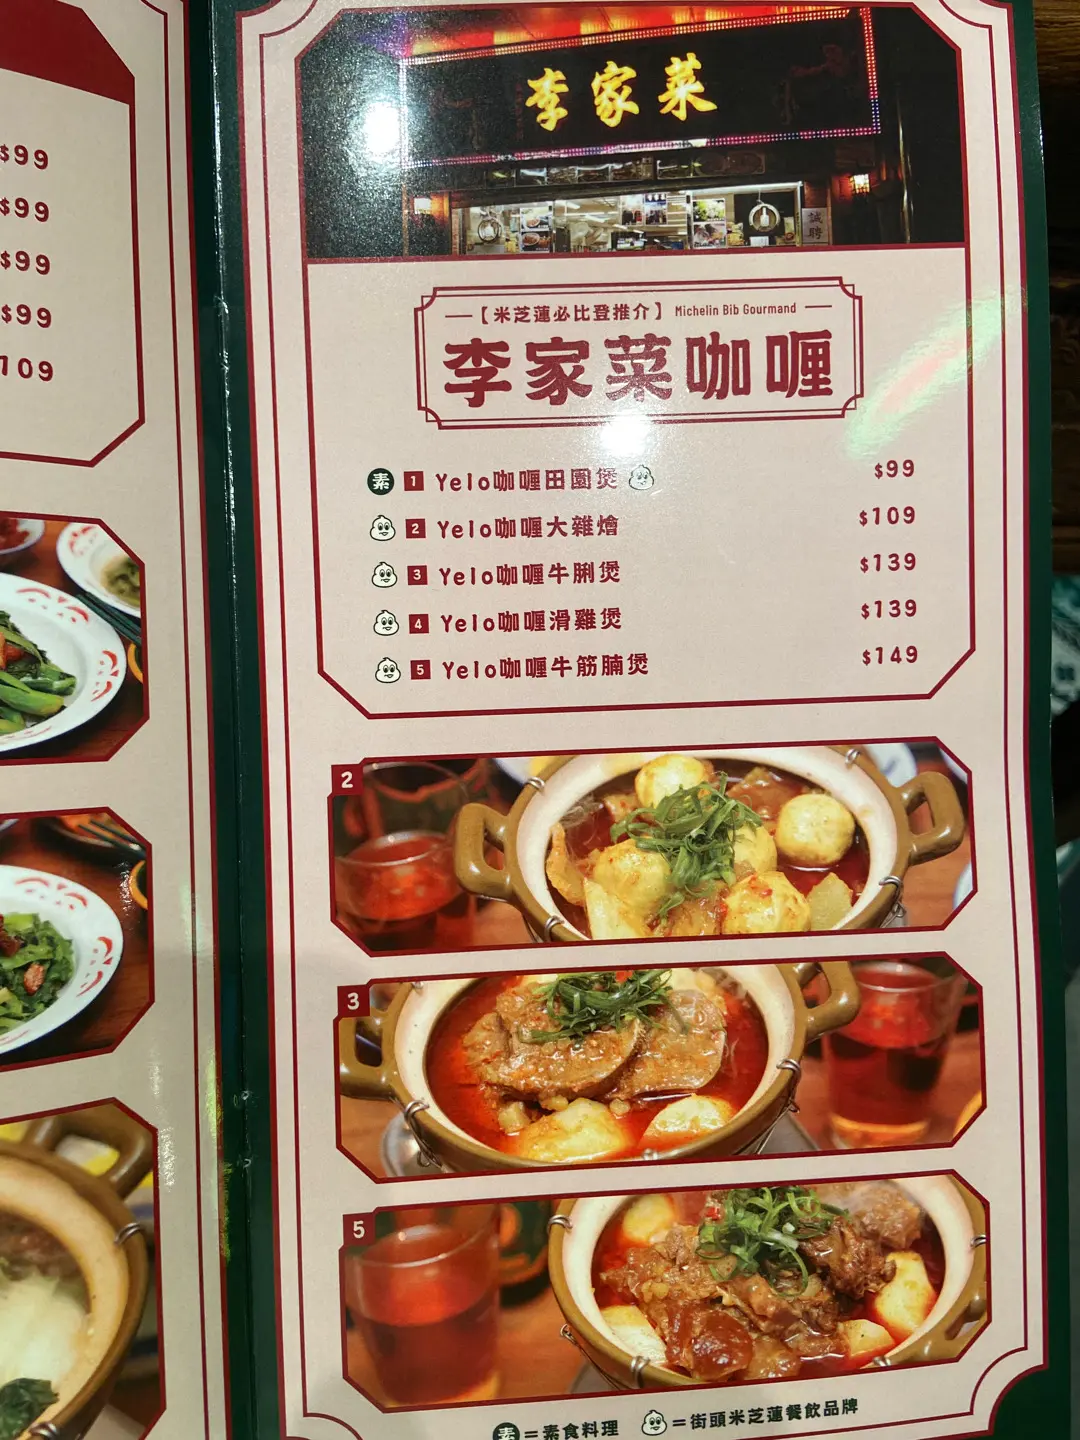 $99
$99
$99
$99
109
李家菜
誠聘
【米芝蓮必比登推介】 Michelin Bib Gourmand
李家菜咖喱
素 1 Yelo咖喱田園煲 $99
2 Yelo咖喱大雜燴 $109
3 Yelo咖喱牛脷煲 $139
4 Yelo咖喱滑雞煲 $139
5 Yelo咖喱牛筋腩煲 $149
2
3
5
素=素食料理 =街頭米芝蓮餐飲品牌